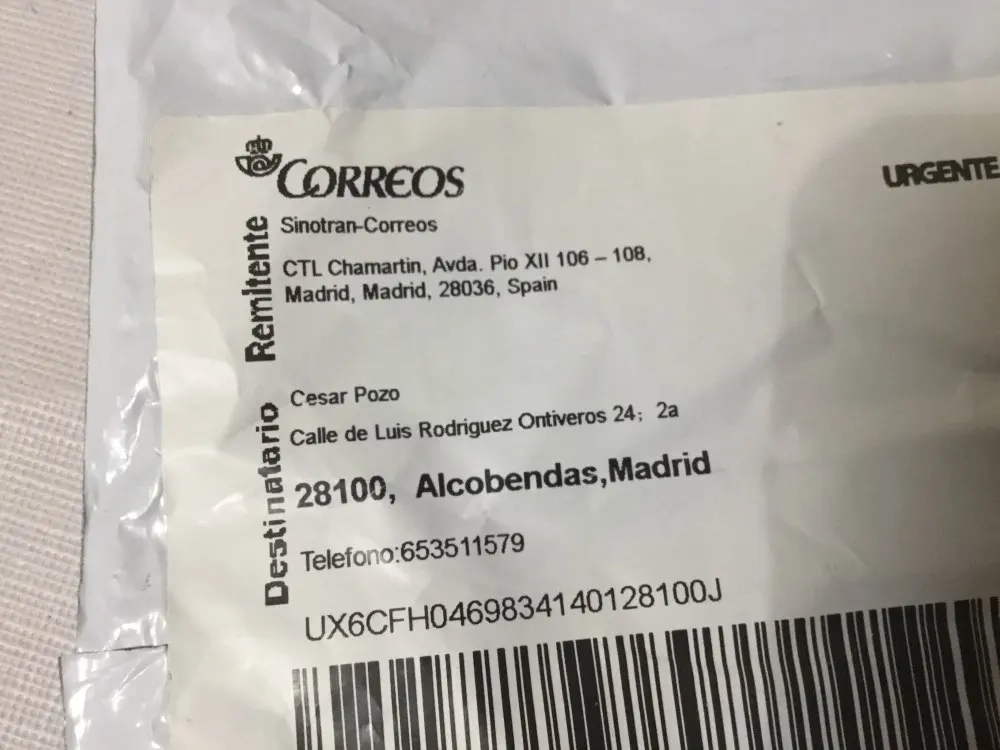 CORREOS
URGENTE
Remitente
Sinotran-Correos
CTL Chamartin, Avda. Pio XII 106 – 108,
Madrid, Madrid, 28036, Spain
Destinatario
Cesar Pozo
Calle de Luis Rodriguez Ontiveros 24; 2a
28100, Alcobendas,Madrid
Telefono:653511579
UX6CFH0469834140128100J